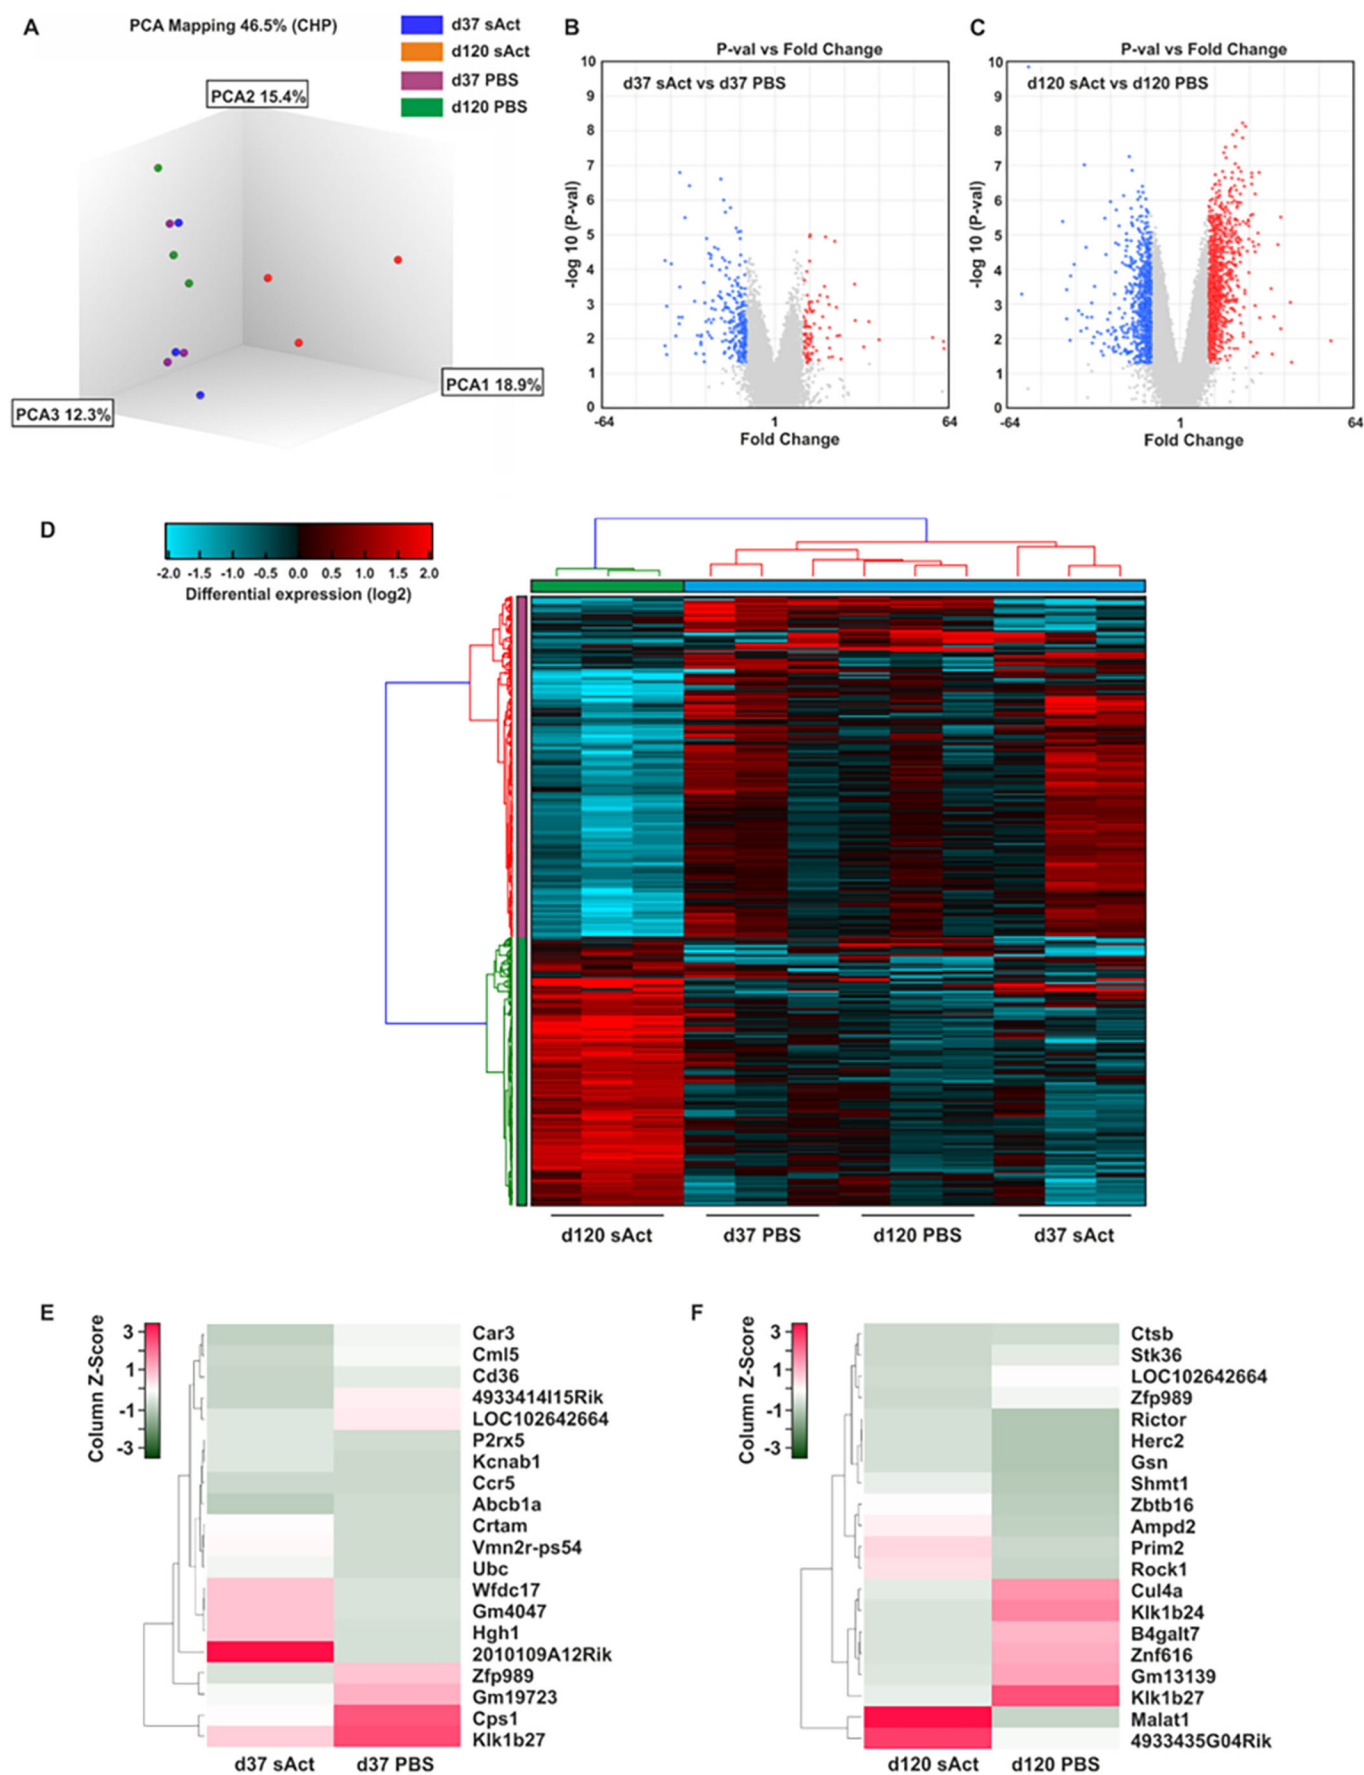 A
PCA Mapping 46.5% (CHP)
d37 sAct
d120 sAct
d37 PBS
d120 PBS
PCA2 15.4%
PCA1 18.9%
PCA3 12.3%
B
P-val vs Fold Change
d37 sAct vs d37 PBS
-log 10 (P-val)
10
9
8
7
6
5
4
3
2
1
0
-64
1
64
Fold Change
C
P-val vs Fold Change
d120 sAct vs d120 PBS
-log 10 (P-val)
10
9
8
7
6
5
4
3
2
1
0
-64
1
64
Fold Change
D
-2.0 -1.5 -1.0 -0.5 0.0 0.5 1.0 1.5 2.0
Differential expression (log2)
d120 sAct
d37 PBS
d120 PBS
d37 sAct
E
Column Z-Score
3
1
-1
-3
Car3
Cml5
Cd36
4933414I15Rik
LOC102642664
P2rx5
Kcnab1
Ccr5
Abcb1a
Crtam
Vmn2r-ps54
Ubc
Wfdc17
Gm4047
Hgh1
2010109A12Rik
Zfp989
Gm19723
Cps1
Klk1b27
d37 sAct
d37 PBS
F
Column Z-Score
3
1
-1
-3
Ctsb
Stk36
LOC102642664
Zfp989
Rictor
Herc2
Gsn
Shmt1
Zbtb16
Ampd2
Prim2
Rock1
Cul4a
Klk1b24
B4galt7
Znf616
Gm13139
Klk1b27
Malat1
4933435G04Rik
d120 sAct
d120 PBS